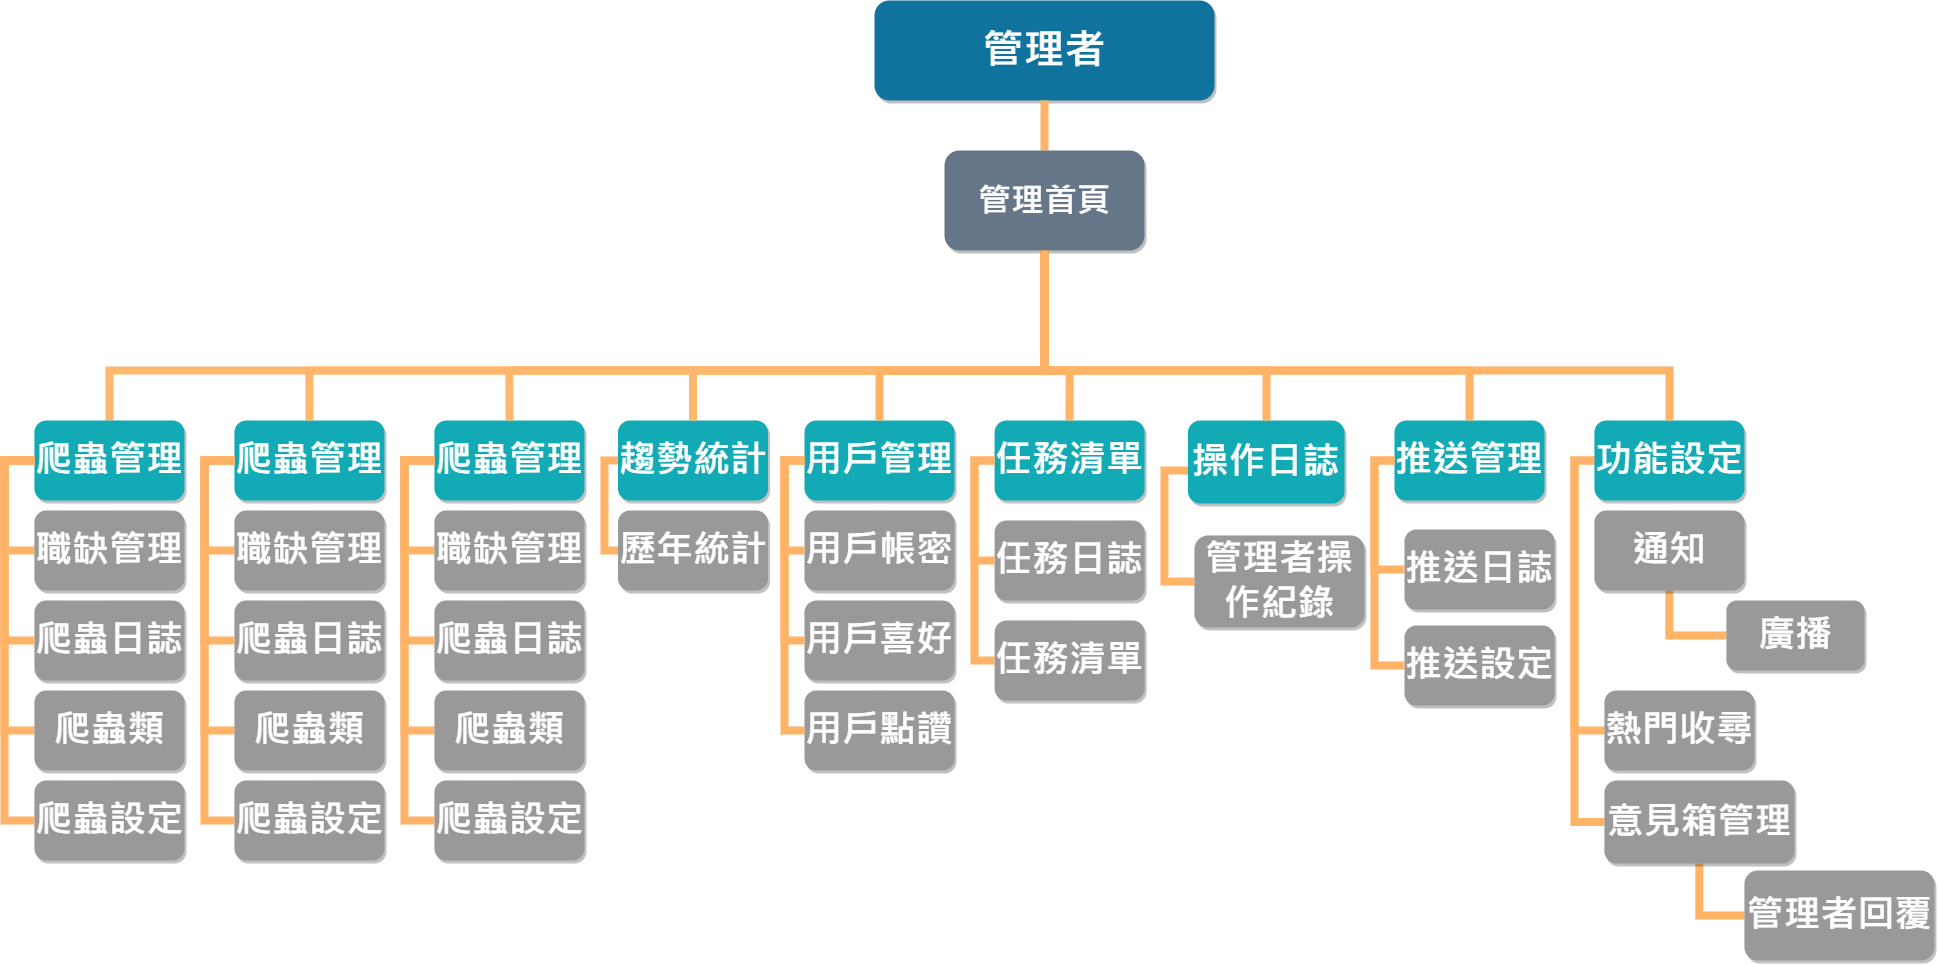 管理者
管理首頁
爬蟲管理
職缺管理
爬蟲日誌
爬蟲類
爬蟲設定
爬蟲管理
職缺管理
爬蟲日誌
爬蟲類
爬蟲設定
爬蟲管理
職缺管理
爬蟲日誌
爬蟲類
爬蟲設定
趨勢統計
歷年統計
用戶管理
用戶帳密
用戶喜好
用戶點讚
任務清單
任務日誌
任務清單
操作日誌
管理者操
作紀錄
推送管理
推送日誌
推送設定
功能設定
通知
廣播
熱門收尋
意見箱管理
管理者回覆